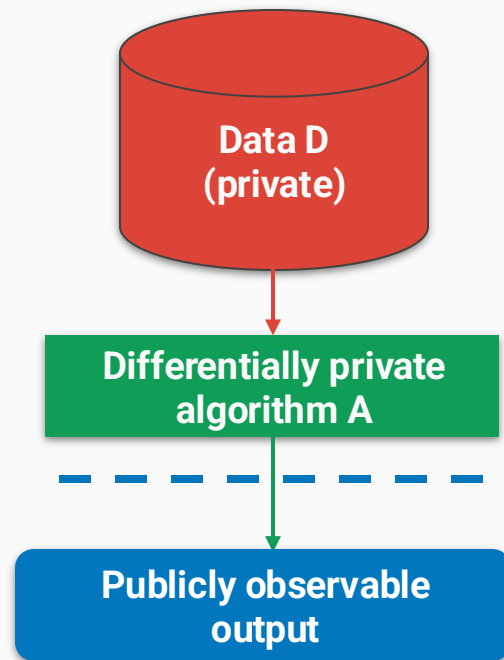 Data D
(private)
Differentially private
algorithm A
Publicly observable
output